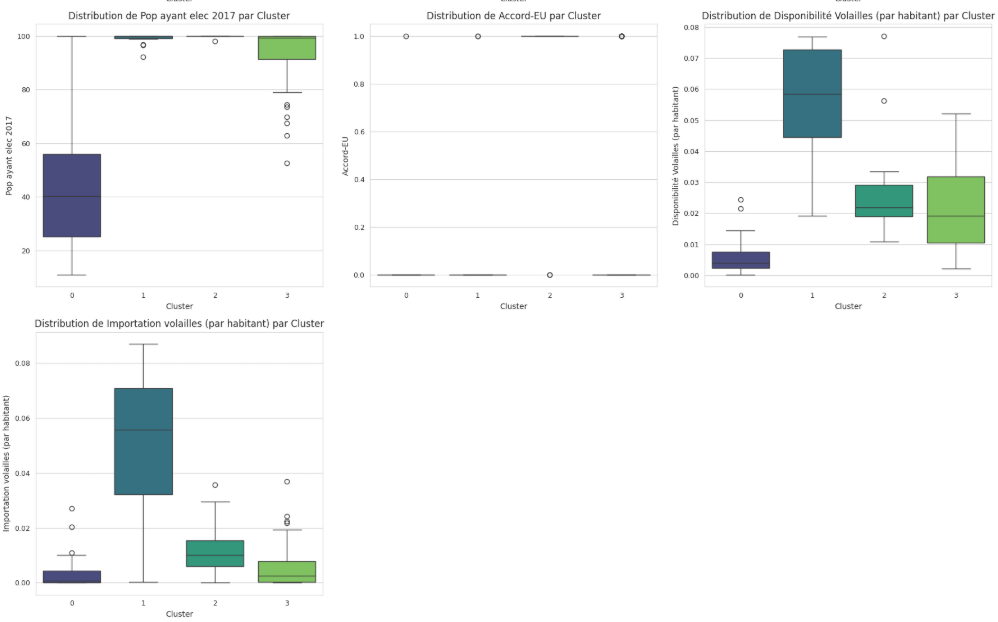 Cluster
Cluster
Cluster
Distribution de Pop ayant elec 2017 par Cluster
Pop ayant elec 2017
100
80
60
40
20
0
1
2
3
Cluster
Distribution de Accord-EU par Cluster
Accord-EU
1.0
0.8
0.6
0.4
0.2
0.0
0
1
2
3
Cluster
Distribution de Disponibilité Volailles (par habitant) par Cluster
Disponibilité Volailles (par habitant)
0.08
0.07
0.06
0.05
0.04
0.03
0.02
0.01
0.00
0
1
2
3
Cluster
Distribution de Importation volailles (par habitant) par Cluster
Importation volailles (par habitant)
0.08
0.06
0.04
0.02
0.00
0
1
2
3
Cluster